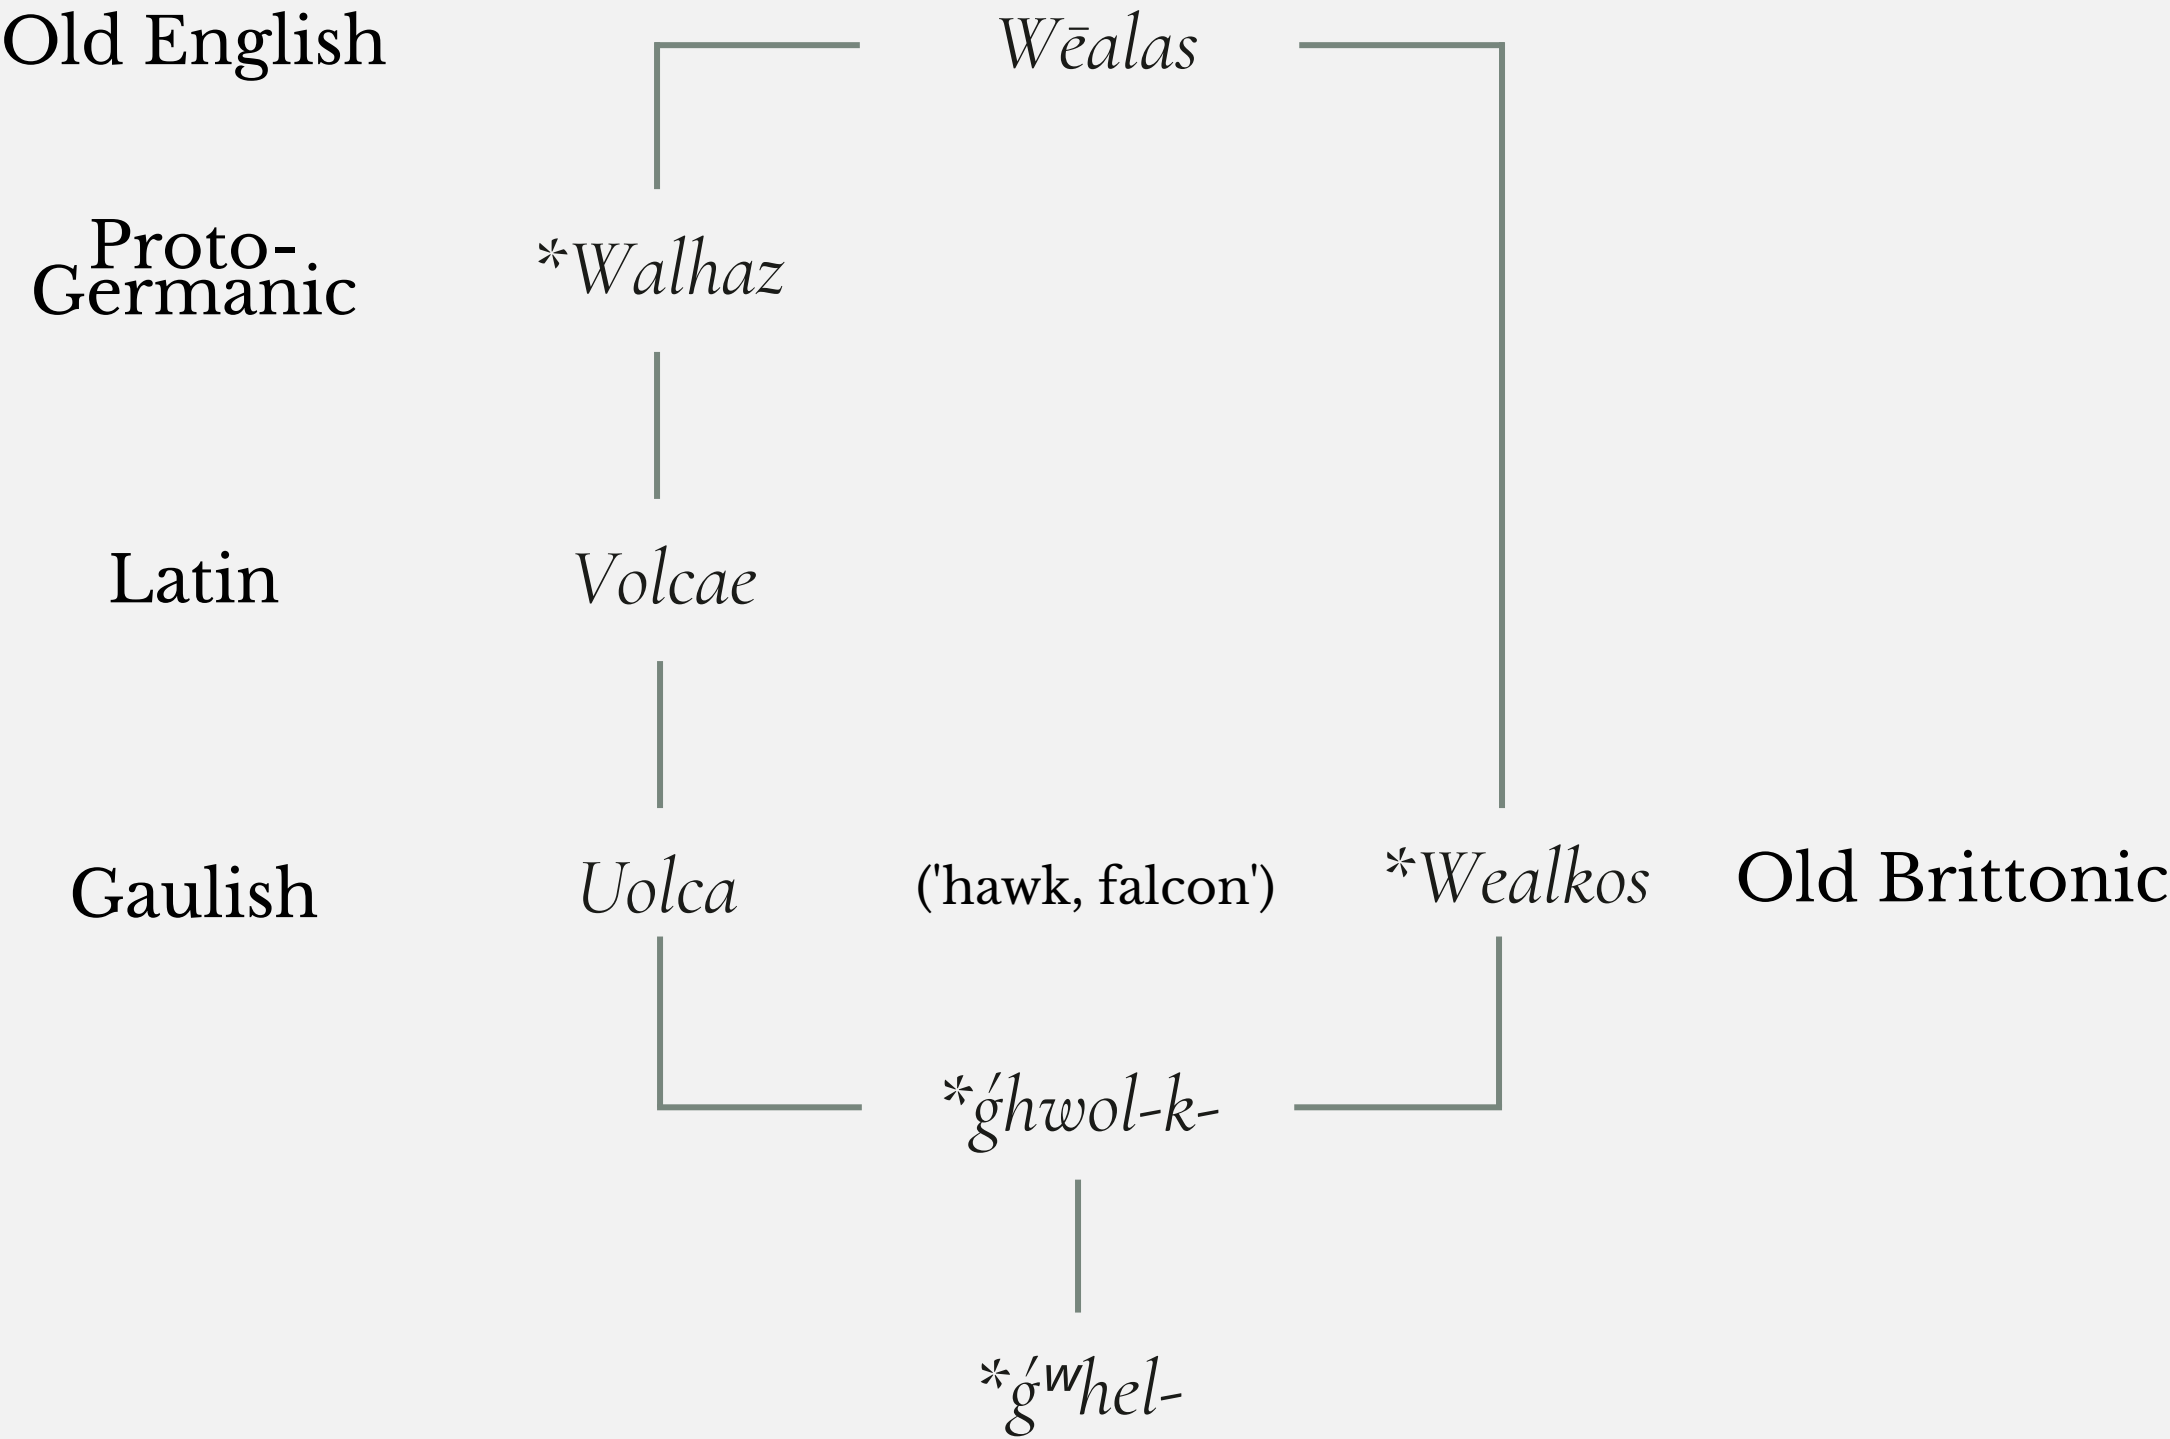 Old English
Wēalas
Proto-
Germanic
*Walhaz
Latin
Volcae
Gaulish
Uolca
('hawk, falcon')
*Wealkos
Old Brittonic
*ǵhwol-k-
*ǵʷhel-